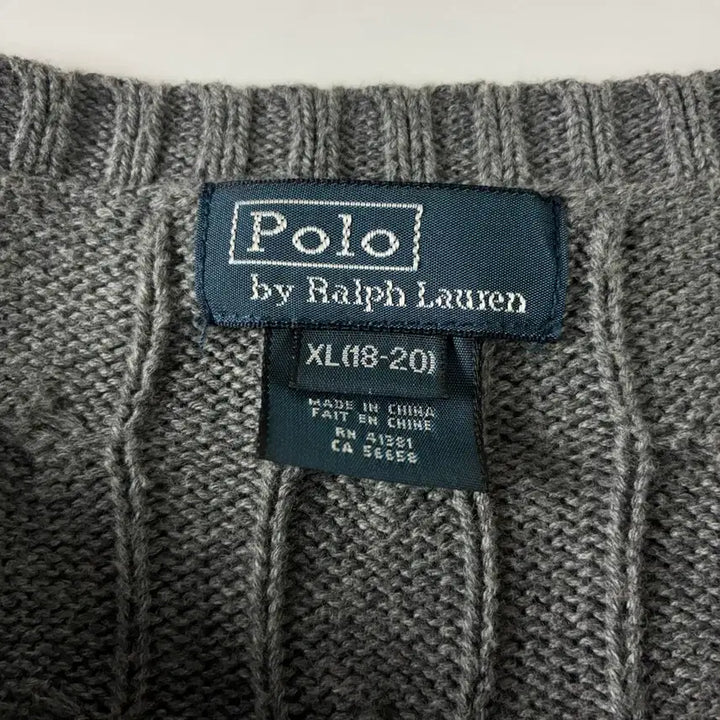 Polo
by Ralph Lauren
XL(18-20)
MADE IN CHINA
FAIT EN CHINE
RN 41381
CA 56658